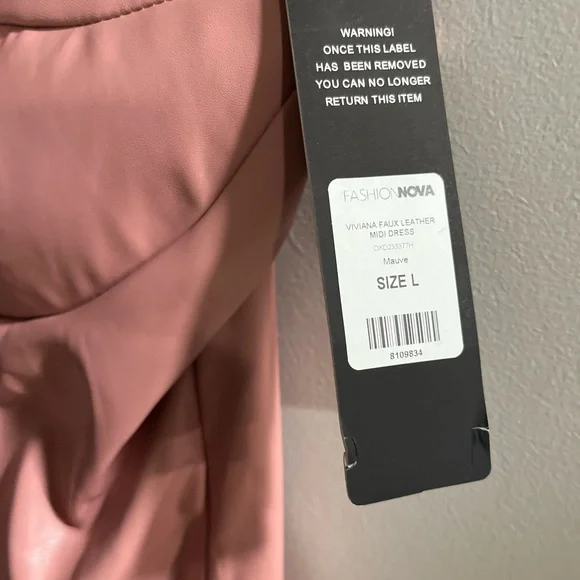 WARNING!
ONCE THIS LABEL
HAS BEEN REMOVED
YOU CAN NO LONGER
RETURN THIS ITEM
FASHIONNOVA
VIVIANA FAUX LEATHER
MIDI DRESS
Mauve
SIZE L
8109834